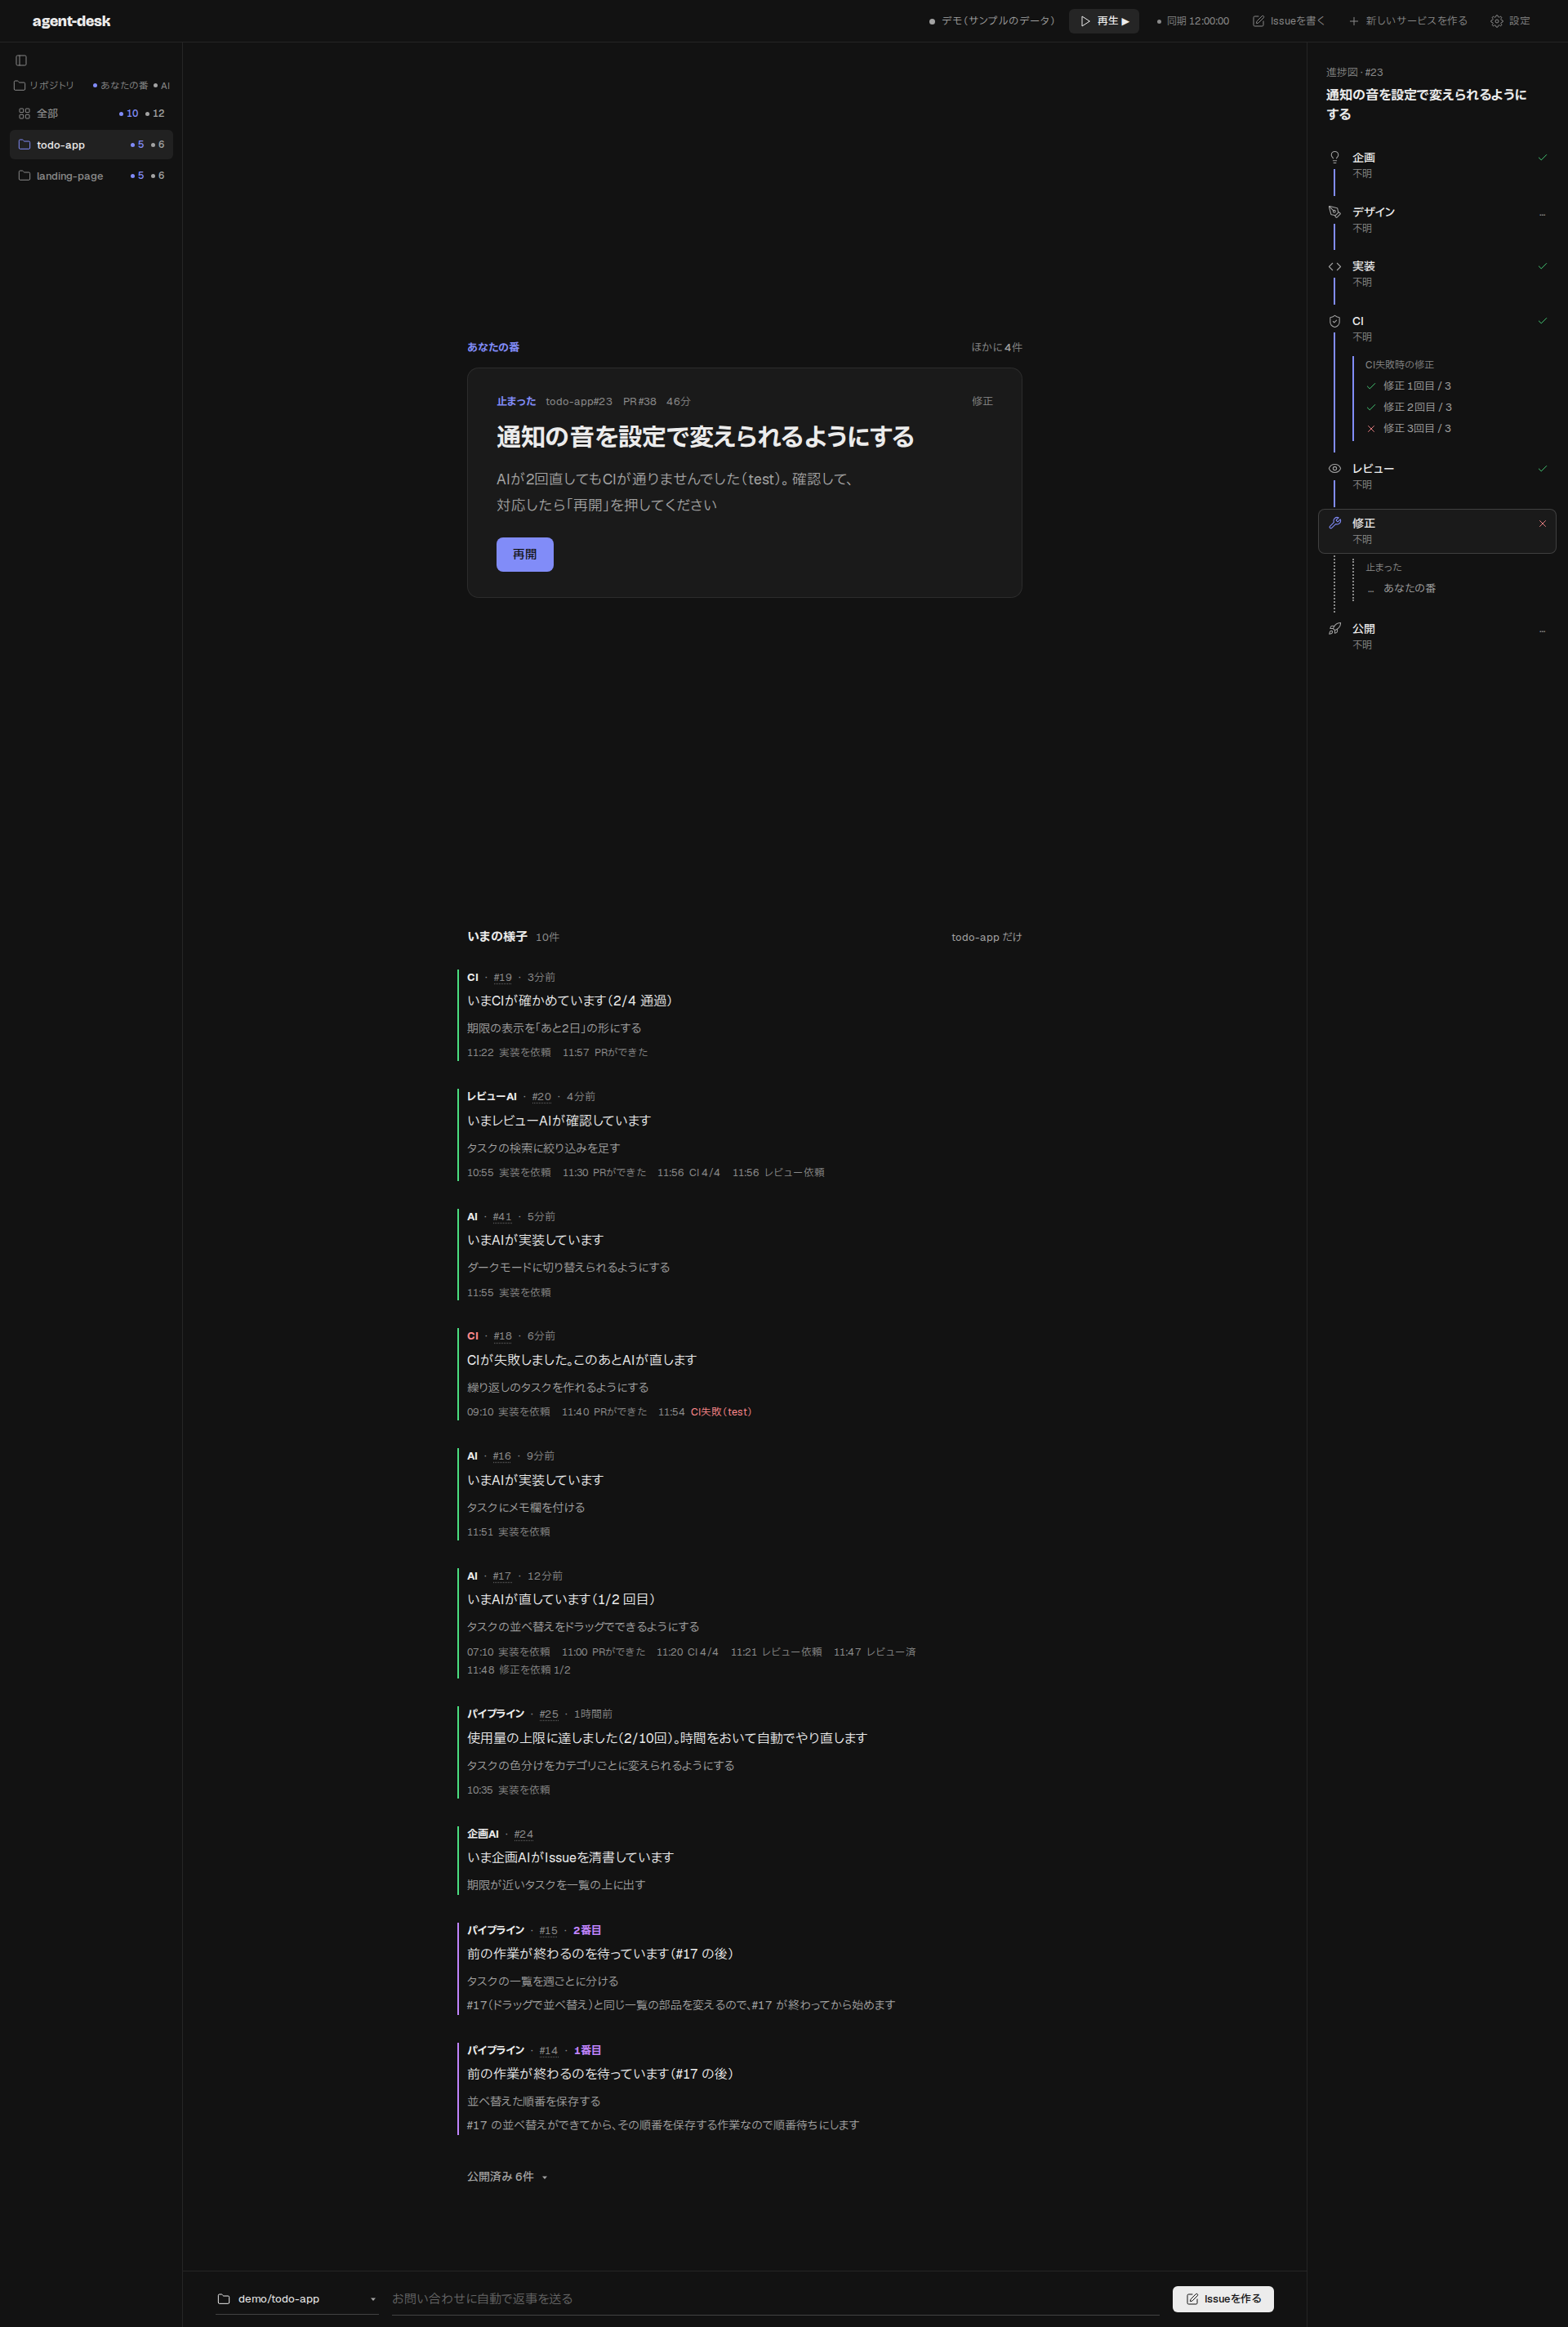 agent-desk
デモ(サンプルのデータ)
再生 ▶
同期 12:00:00
Issueを書く
新しいサービスを作る
設定
リポジトリ
あなたの番 AI
全部 10 12
todo-app 5 6
landing-page 5 6
あなたの番
ほかに 4件
止まった todo-app#23 PR #38 46分
修正
通知の音を設定で変えられるようにする
AIが2回直してもCIが通りませんでした(test)。確認して、
対応したら「再開」を押してください
再開
いまの様子 10件
todo-app だけ
CI · #19 · 3分前
いまCIが確かめています(2/4 通過)
期限の表示を「あと2日」の形にする
11:22 実装を依頼 11:57 PRができた
レビューAI · #20 · 4分前
いまレビューAIが確認しています
タスクの検索に絞り込みを足す
10:55 実装を依頼 11:30 PRができた 11:56 CI 4/4 11:56 レビュー依頼
AI · #41 · 5分前
いまAIが実装しています
ダークモードに切り替えられるようにする
11:55 実装を依頼
CI · #18 · 6分前
CIが失敗しました。このあとAIが直します
繰り返しのタスクを作れるようにする
09:10 実装を依頼 11:40 PRができた 11:54 CI失敗(test)
AI · #16 · 9分前
いまAIが実装しています
タスクにメモ欄を付ける
11:51 実装を依頼
AI · #17 · 12分前
いまAIが直しています(1/2 回目)
タスクの並べ替えをドラッグでできるようにする
07:10 実装を依頼 11:00 PRができた 11:20 CI 4/4 11:21 レビュー依頼 11:47 レビュー済
11:48 修正を依頼 1/2
パイプライン · #25 · 1時間前
使用量の上限に達しました(2/10回)。時間をおいて自動でやり直します
タスクの色分けをカテゴリごとに変えられるようにする
10:35 実装を依頼
企画AI · #24
いま企画AIがIssueを清書しています
期限が近いタスクを一覧の上に出す
パイプライン · #15 · 2番目
前の作業が終わるのを待っています(#17 の後)
タスクの一覧を週ごとに分ける
#17(ドラッグで並べ替え)と同じ一覧の部品を変えるので、#17 が終わってから始めます
パイプライン · #14 · 1番目
前の作業が終わるのを待っています(#17 の後)
並べ替えた順番を保存する
#17 の並べ替えができてから、その順番を保存する作業なので順番待ちにします
公開済み 6件
demo/todo-app
お問い合わせに自動で返事を送る
Issueを作る
進捗図 · #23
通知の音を設定で変えられるように
する
企画
不明
デザイン
不明
実装
不明
CI
不明
CI失敗時の修正
修正 1回目 / 3
修正 2回目 / 3
修正 3回目 / 3
レビュー
不明
修正
不明
止まった
あなたの番
公開
不明